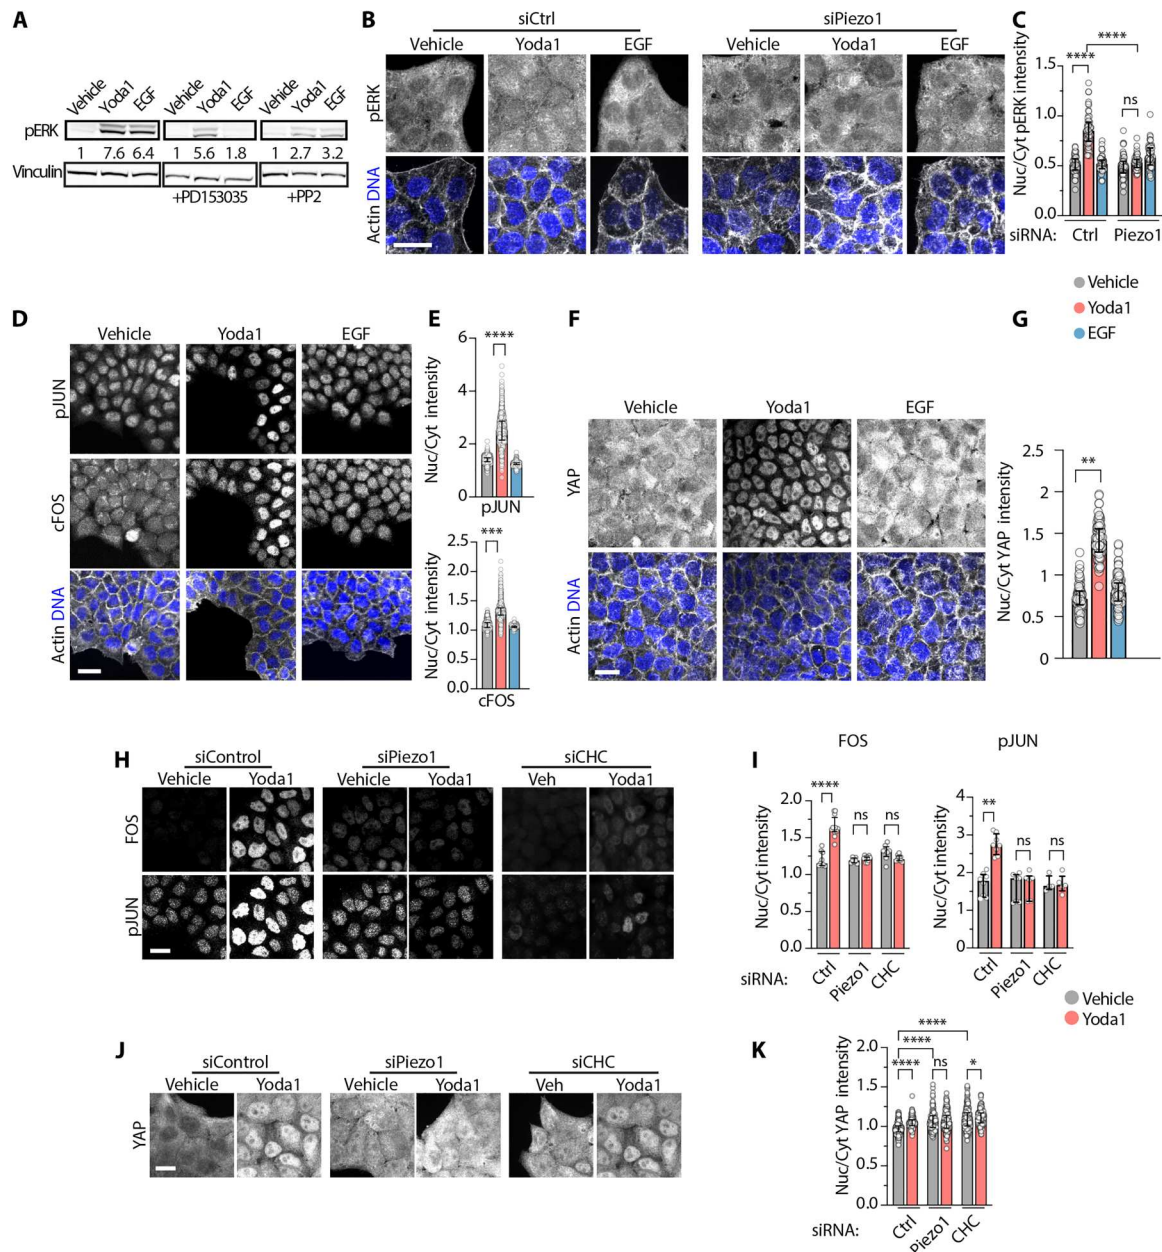 A
Vehicle Yoda1 EGF Vehicle Yoda1 EGF Vehicle Yoda1 EGF
pERK
1 7.6 6.4 1 5.6 1.8 1 2.7 3.2
Vinculin
+PD153035 +PP2
B
siCtrl siPiezo1
Vehicle Yoda1 EGF Vehicle Yoda1 EGF
pERK
Actin DNA
C
Nuc/Cyt pERK intensity
****
****
ns
1.5
1.0
0.5
0.0
siRNA: Ctrl Piezo1
Vehicle
Yoda1
EGF
D
Vehicle Yoda1 EGF
pJUN
cFOS
Actin DNA
E
Nuc/Cyt intensity
****
6
4
2
0
pJUN
Nuc/Cyt intensity
***
2.5
2.0
1.5
1.0
0.5
0.0
cFOS
F
Vehicle Yoda1 EGF
YAP
Actin DNA
G
Nuc/Cyt YAP intensity
**
2.5
2
1.5
1
0.5
0
H
siControl siPiezo1 siCHC
Vehicle Yoda1 Vehicle Yoda1 Veh Yoda1
FOS
pJUN
I
FOS pJUN
Nuc/Cyt intensity
**** ns ns
2.0
1.5
1.0
0.5
0.0
siRNA: Ctrl Piezo1 CHC
Nuc/Cyt intensity
** ns ns
4
3
2
1
0
Ctrl Piezo1 CHC
Vehicle
Yoda1
J
siControl siPiezo1 siCHC
Vehicle Yoda1 Vehicle Yoda1 Veh Yoda1
YAP
K
Nuc/Cyt YAP intensity
****
****
**** ns *
2.0
1.5
1.0
0.5
0.0
siRNA: Ctrl Piezo1 CHC